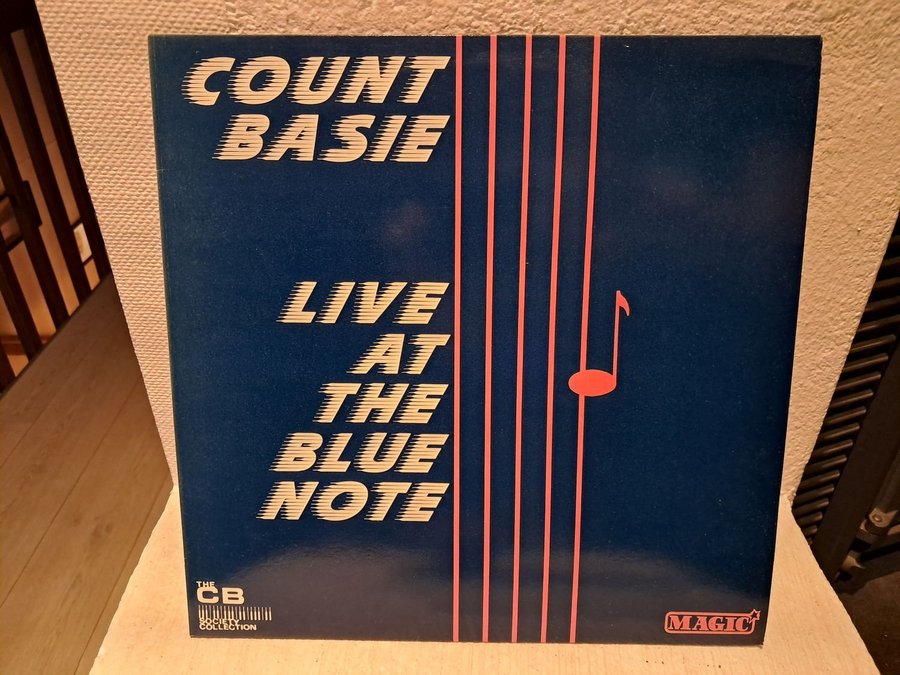 COUNT
BASIE
LIVE
AT
THE
BLUE
NOTE
THE
CB
SOCIETY
COLLECTION
MAGIC